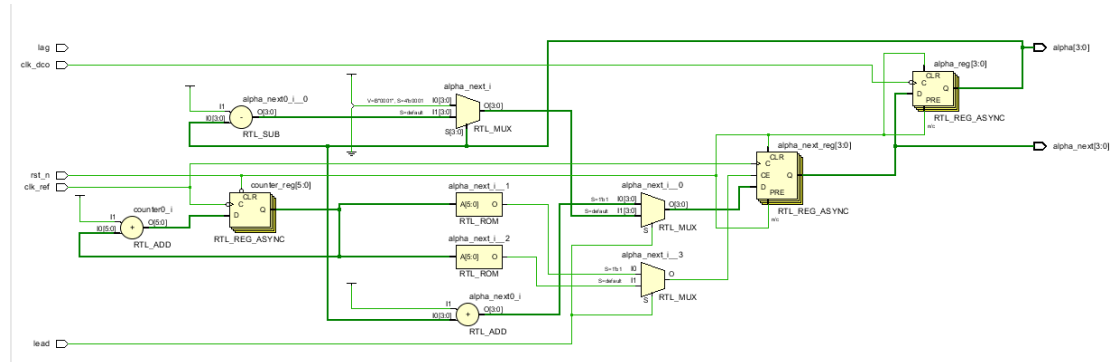 lag
clk_dco
alpha_next0_i__0
I1
I0[3:0]
O[3:0]
-
RTL_SUB
alpha_next_i
I0[3:0]
S=default
I1[3:0]
O[3:0]
S[3:0]
RTL_MUX
alpha_reg[3:0]
CLR
C
D
PRE
Q
n/c
RTL_REG_ASYNC
alpha[3:0]
alpha_next[3:0]
rst_n
clk_ref
counter_reg[5:0]
CLR
C
D
Q
RTL_REG_ASYNC
counter0_i
I1
I0[5:0]
O[5:0]
+
RTL_ADD
alpha_next_i__1
A[5:0]
O
RTL_ROM
alpha_next_i__2
A[5:0]
O
RTL_ROM
alpha_next0_i
I1
I0[3:0]
O[3:0]
+
RTL_ADD
alpha_next_i__0
S=1'b1
I0[3:0]
S=default
I1[3:0]
O[3:0]
S
RTL_MUX
alpha_next_i__3
S=1'b1
I0
S=default
I1
O
S
RTL_MUX
alpha_next_reg[3:0]
CLR
C
CE
D
PRE
Q
n/c
RTL_REG_ASYNC
lead